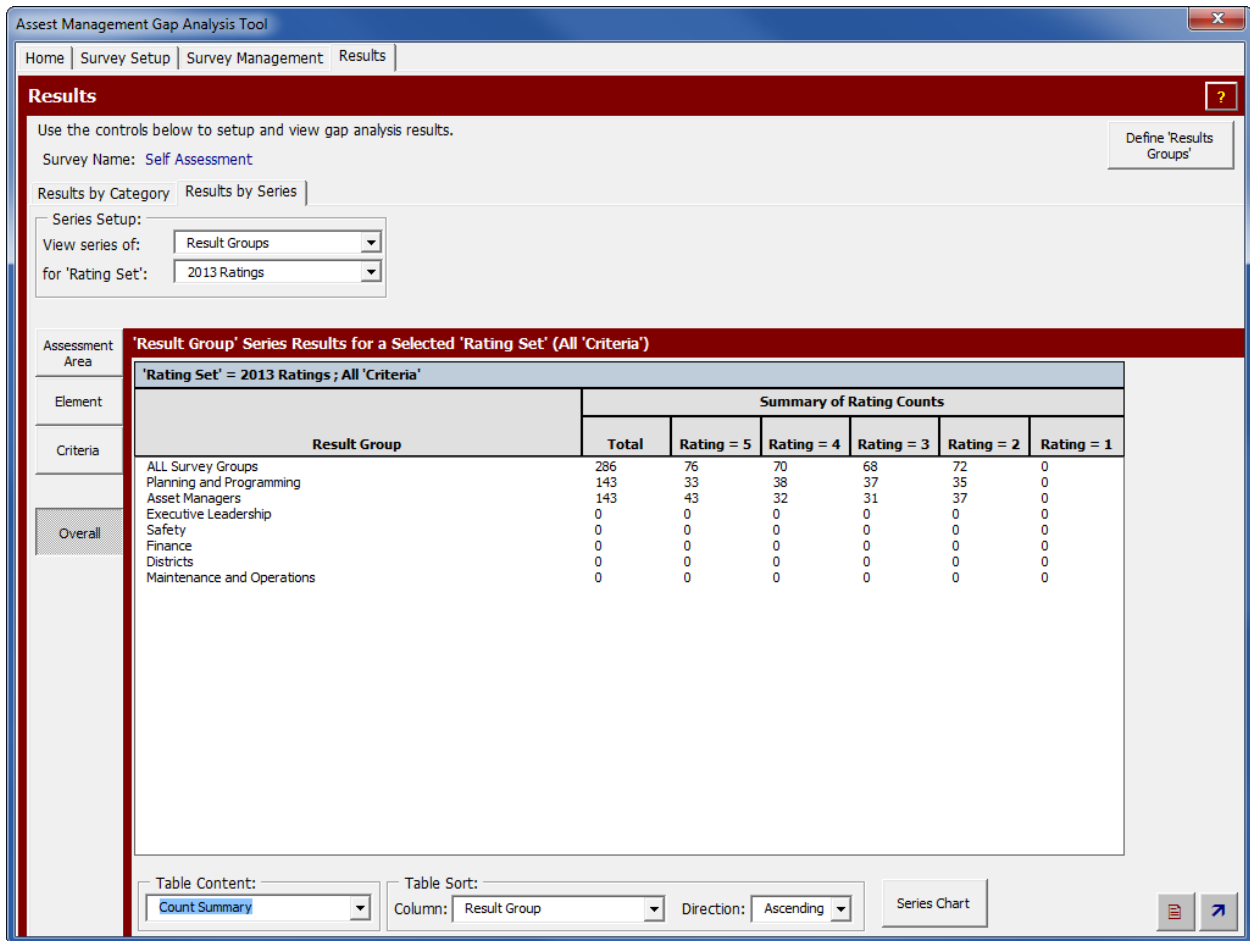 Assest Management Gap Analysis Tool
x
Home Survey Setup Survey Management Results
Results ?
Use the controls below to setup and view gap analysis results.
Define 'Results Groups'
Survey Name: Self Assessment
Results by Category Results by Series
Series Setup:
View series of: Result Groups
for 'Rating Set': 2013 Ratings
Assessment Area
Element
Criteria
Overall
'Result Group' Series Results for a Selected 'Rating Set' (All 'Criteria')
'Rating Set' = 2013 Ratings ; All 'Criteria'
Summary of Rating Counts
Result Group Total Rating = 5 Rating = 4 Rating = 3 Rating = 2 Rating = 1
ALL Survey Groups 286 76 70 68 72 0
Planning and Programming 143 33 38 37 35 0
Asset Managers 143 43 32 31 37 0
Executive Leadership 0 0 0 0 0 0
Safety 0 0 0 0 0 0
Finance 0 0 0 0 0 0
Districts 0 0 0 0 0 0
Maintenance and Operations 0 0 0 0 0 0
Table Content:
Count Summary
Table Sort:
Column: Result Group Direction: Ascending
Series Chart